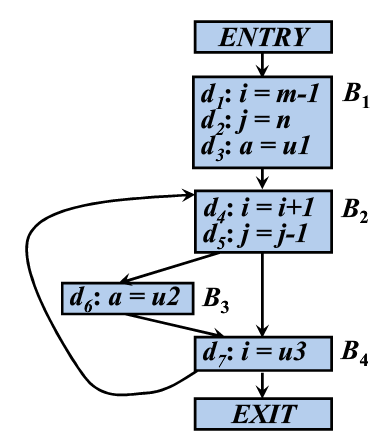 ENTRY
d1: i = m-1 B1
d2: j = n
d3: a = u1
d4: i = i+1 B2
d5: j = j-1
d6: a = u2 B3
d7: i = u3 B4
EXIT